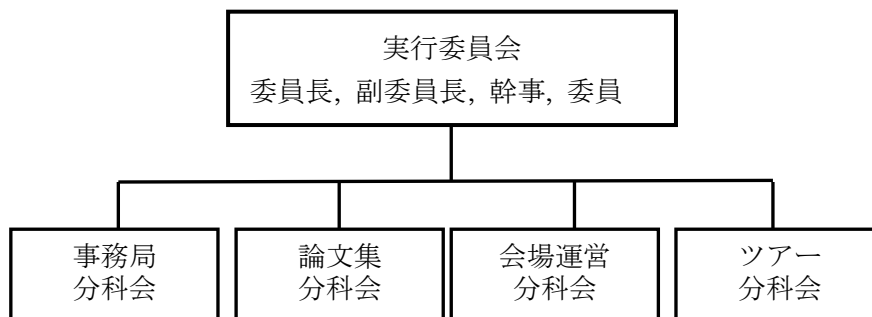 実行委員会
委員長, 副委員長, 幹事, 委員
事務局
分科会
論文集
分科会
会場運営
分科会
ツアー
分科会